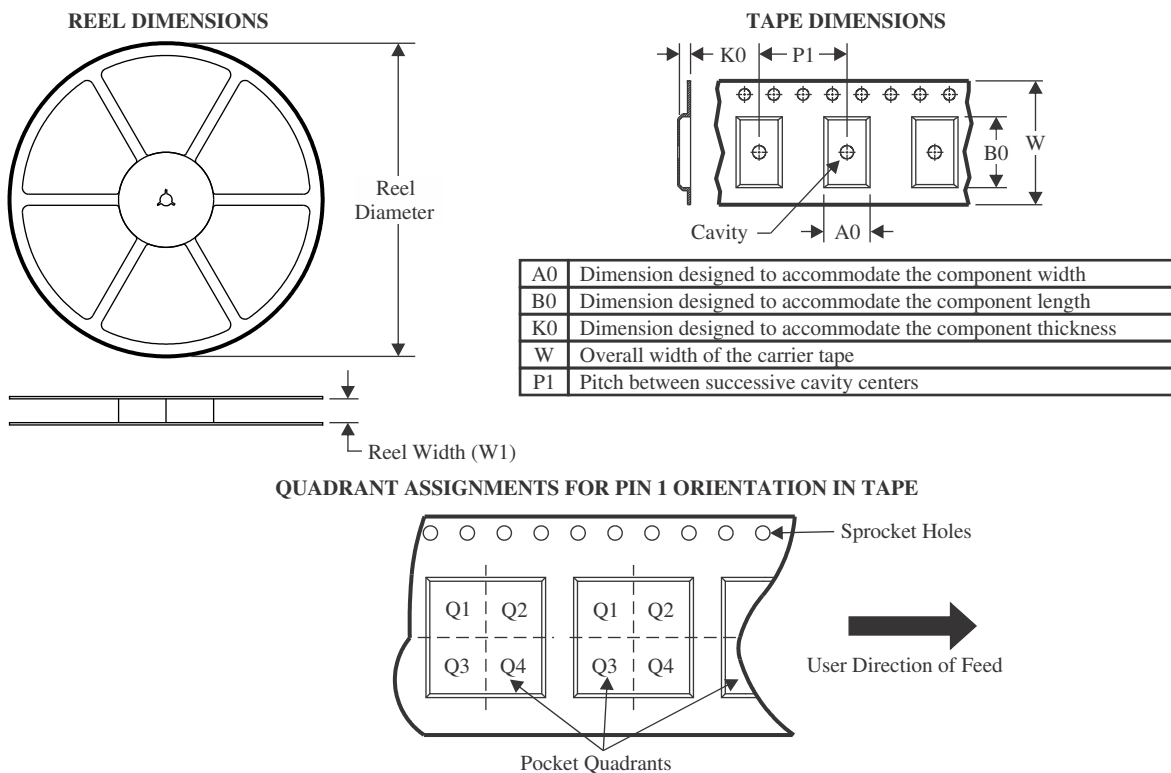 REEL DIMENSIONS
Reel
Diameter
Reel Width (W1)
TAPE DIMENSIONS
K0
P1
B0
W
Cavity
A0
A0 Dimension designed to accommodate the component width
B0 Dimension designed to accommodate the component length
K0 Dimension designed to accommodate the component thickness
W Overall width of the carrier tape
P1 Pitch between successive cavity centers
QUADRANT ASSIGNMENTS FOR PIN 1 ORIENTATION IN TAPE
Sprocket Holes
Q1 Q2 Q1 Q2
Q3 Q4 Q3 Q4
User Direction of Feed
Pocket Quadrants